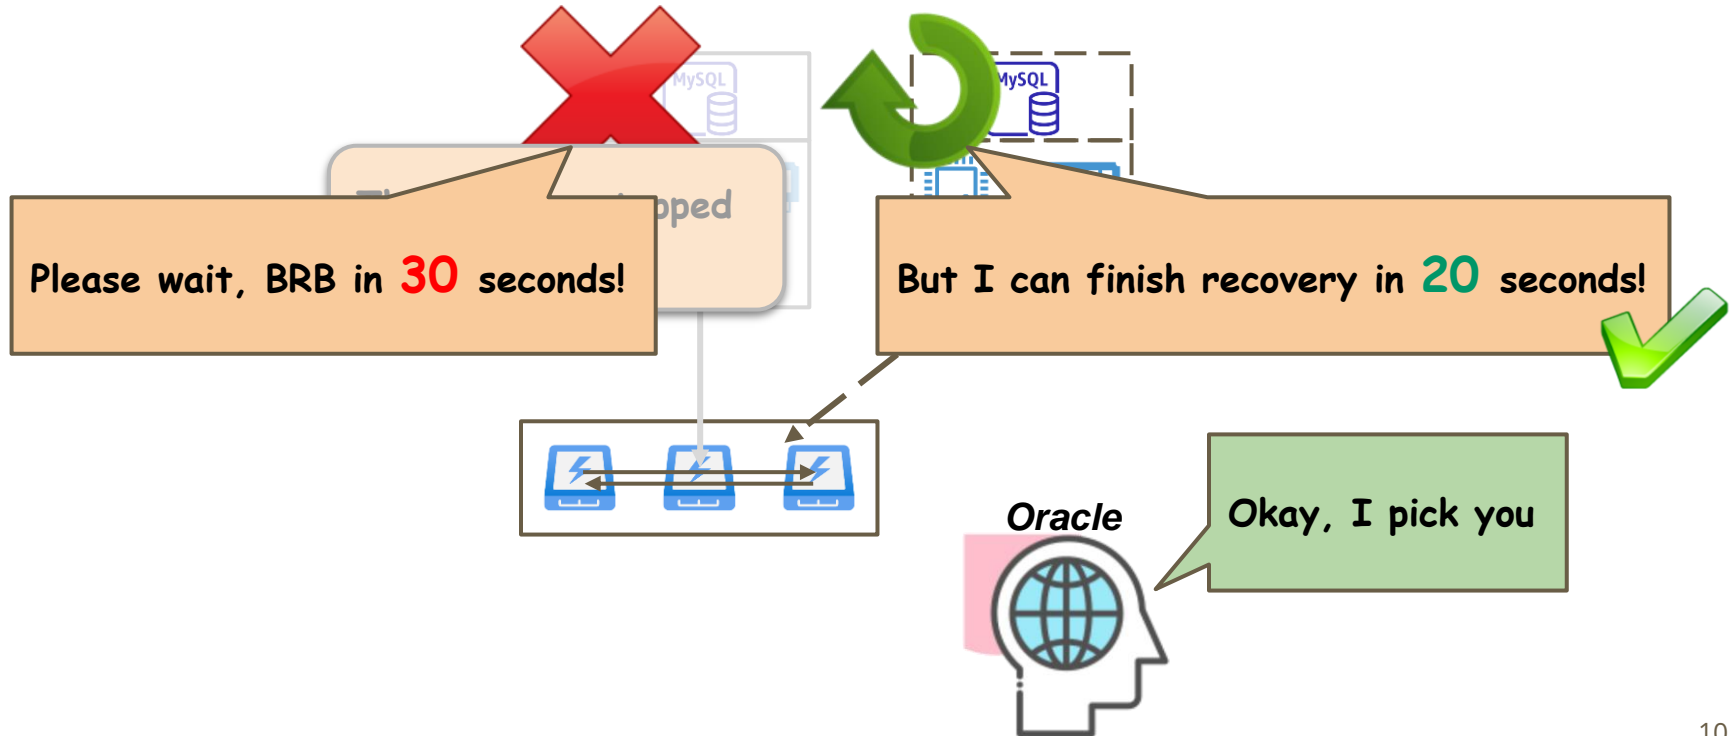 MySQL
MySQL
pped
Please wait, BRB in 30 seconds!
But I can finish recovery in 20 seconds!
Oracle
Okay, I pick you
10